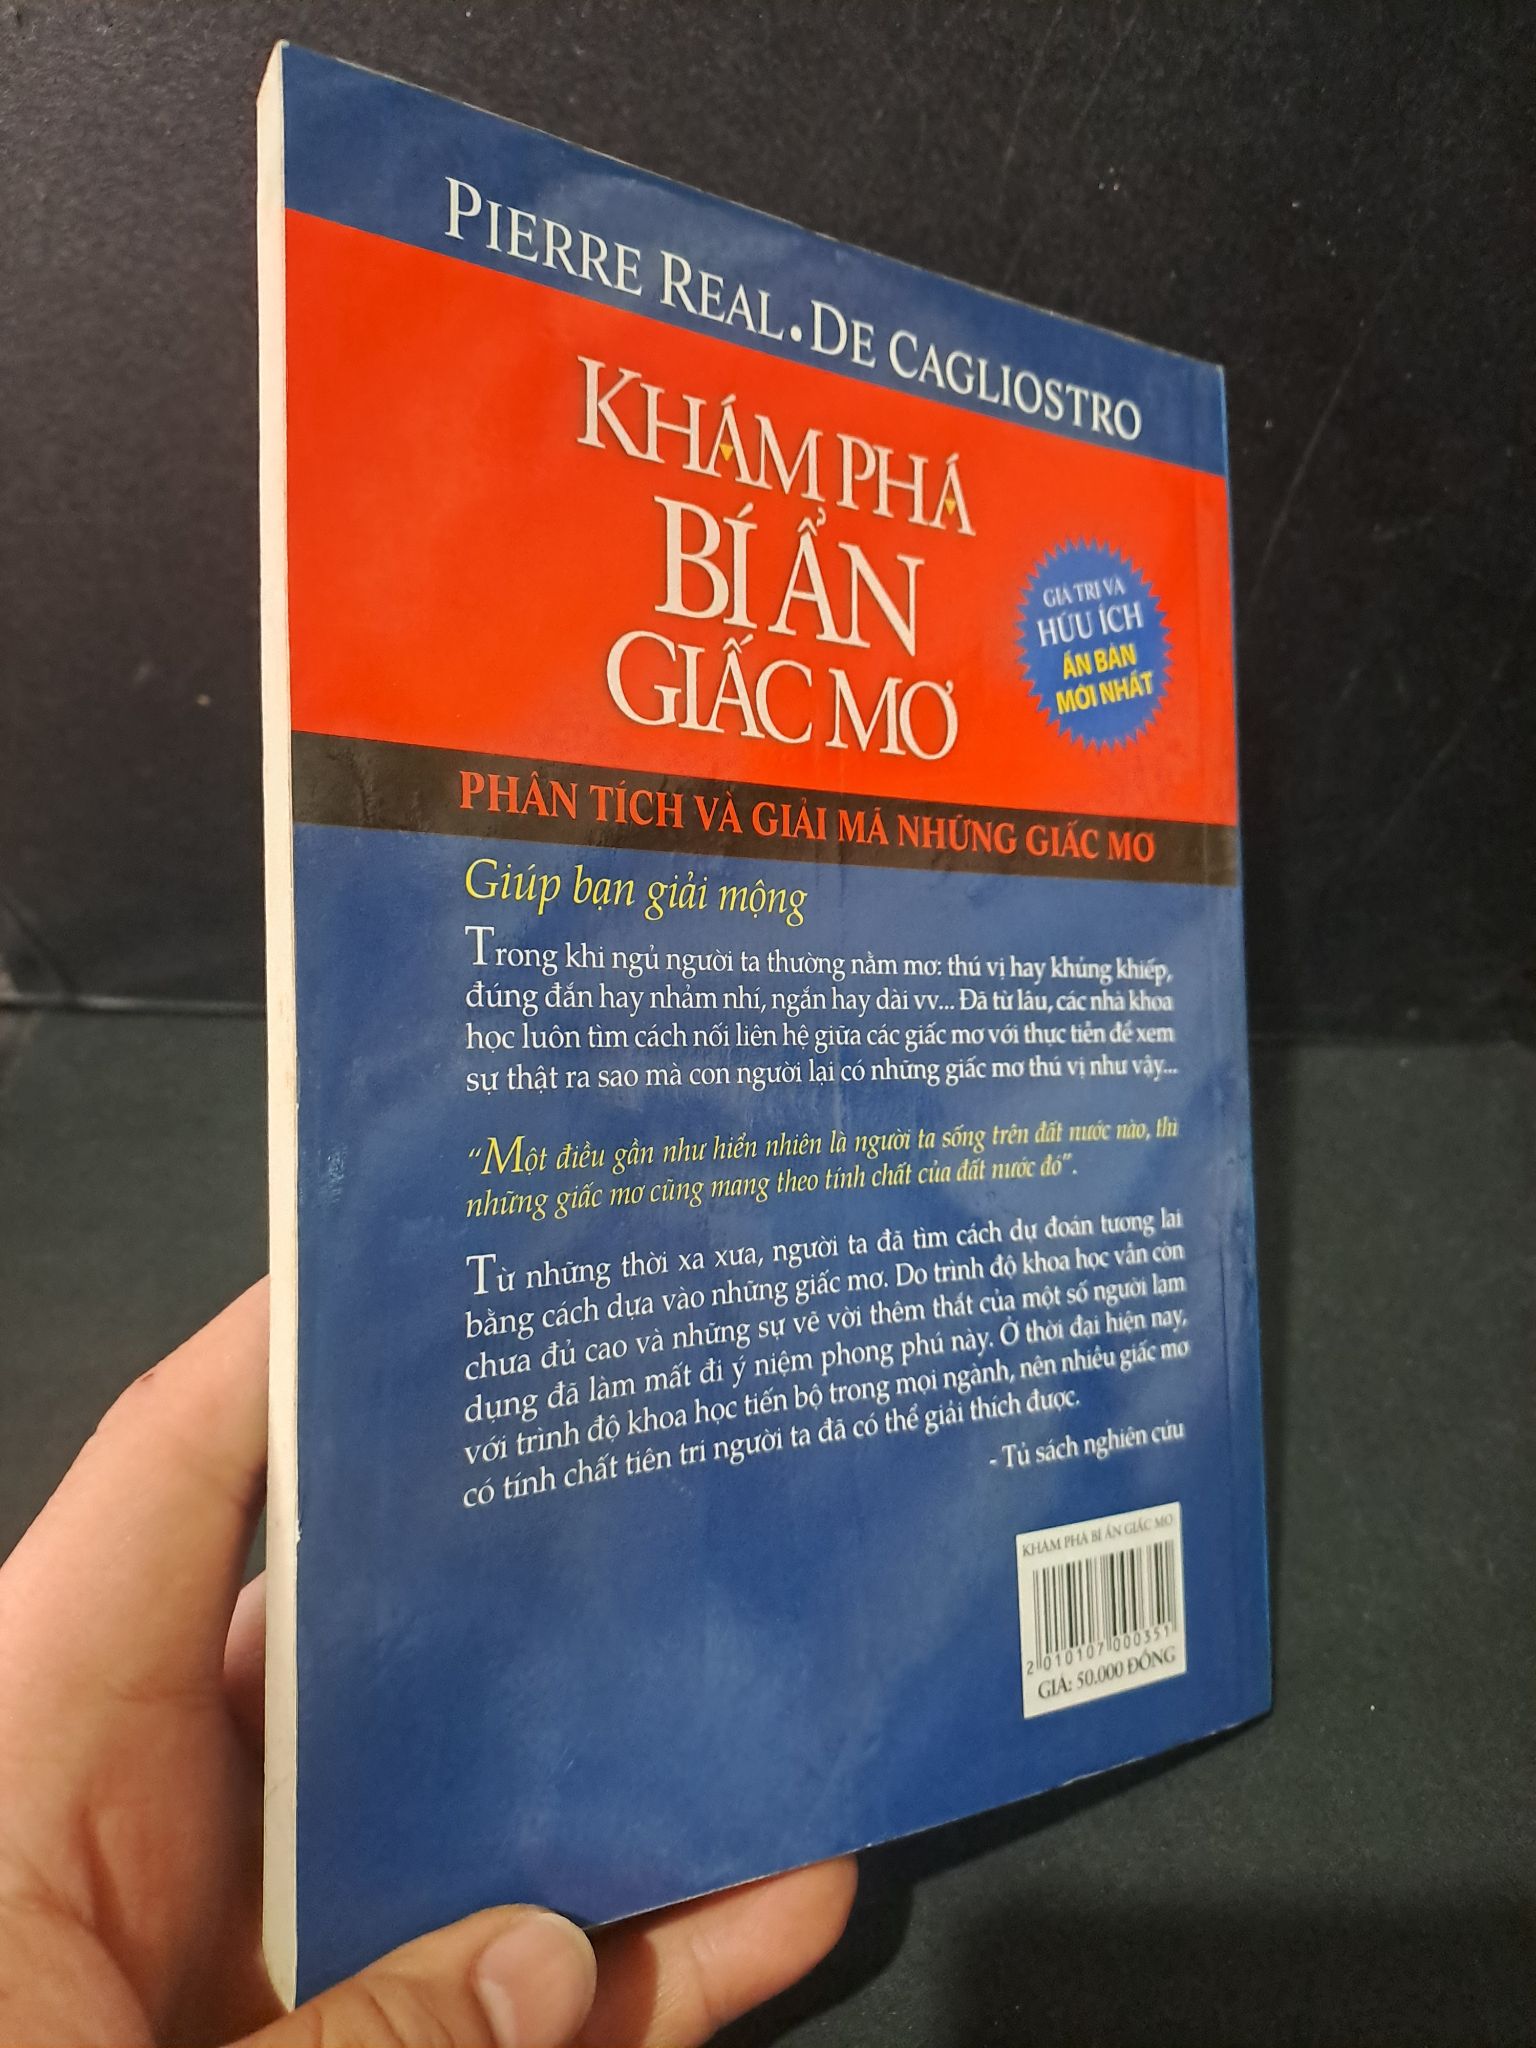 PIERRE REAL. DE CAGLIOSTRO
KHÁM PHÁ
BÍ ẨN
GIẤC MƠ
GIÁ TRỊ VÀ
HỮU ÍCH
ẤN BẢN
MỚI NHẤT
PHÂN TÍCH VÀ GIẢI MÃ NHỮNG GIẤC MƠ
Giúp bạn giải mộng
Trong khi ngủ người ta thường nằm mơ: thú vị hay khủng khiếp,
đúng đắn hay nhảm nhí, ngắn hay dài vv... Đã từ lâu, các nhà khoa
học luôn tìm cách nối liên hệ giữa các giấc mơ với thực tiễn để xem
sự thật ra sao mà con người lại có những giấc mơ thú vị như vậy...
“Một điều gần như hiển nhiên là người ta sống trên đất nước nào, thì
những giấc mơ cũng mang theo tính chất của đất nước đó”.
Từ những thời xa xưa, người ta đã tìm cách dự đoán tương lai
bằng cách dựa vào những giấc mơ. Do trình độ khoa học vẫn còn
chưa đủ cao và những sự vẽ vời thêm thắt của một số người lạm
dụng đã làm mất đi ý niệm phong phú này. Ở thời đại hiện nay,
với trình độ khoa học tiến bộ trong mọi ngành, nên nhiều giấc mơ
có tính chất tiên tri người ta đã có thể giải thích được.
- Tủ sách nghiên cứu
KHÁM PHÁ BÍ ẨN GIẤC MƠ
2 010107 000351
GIÁ: 50.000 ĐỒNG